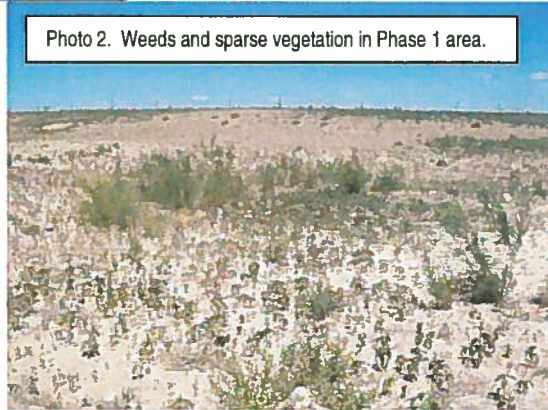 Photo 2. Weeds and sparse vegetation in Phase 1 area.